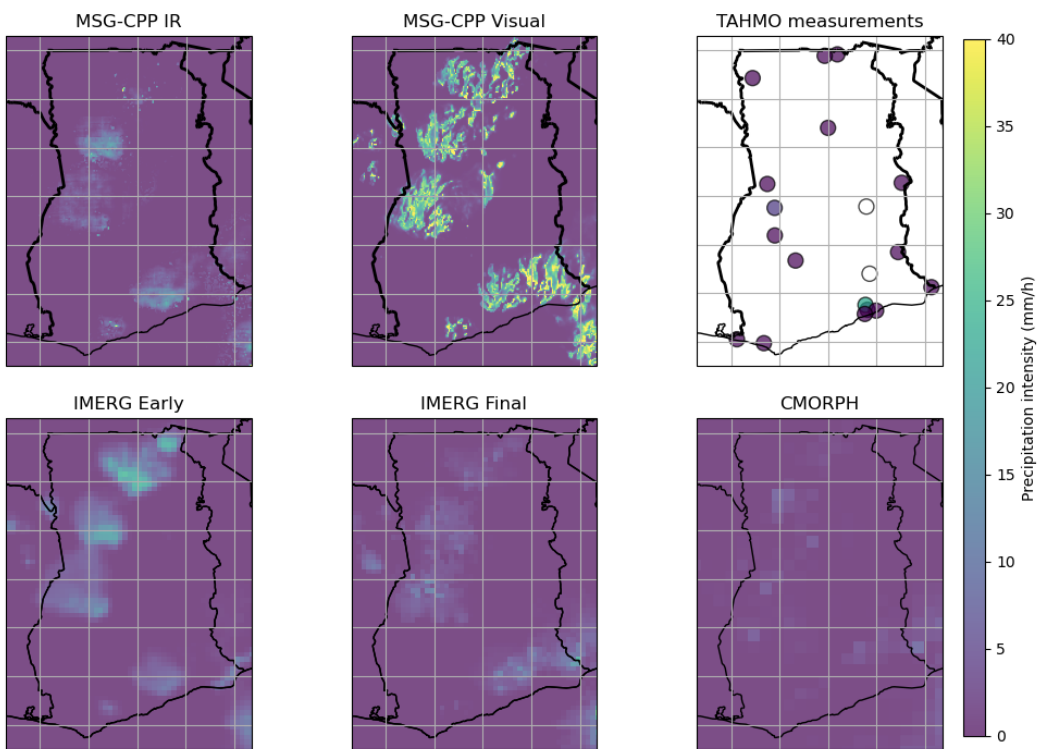 MSG-CPP IR
MSG-CPP Visual
TAHMO measurements
IMERG Early
IMERG Final
CMORPH
40
35
30
25
20
15
10
5
0
Precipitation intensity (mm/h)